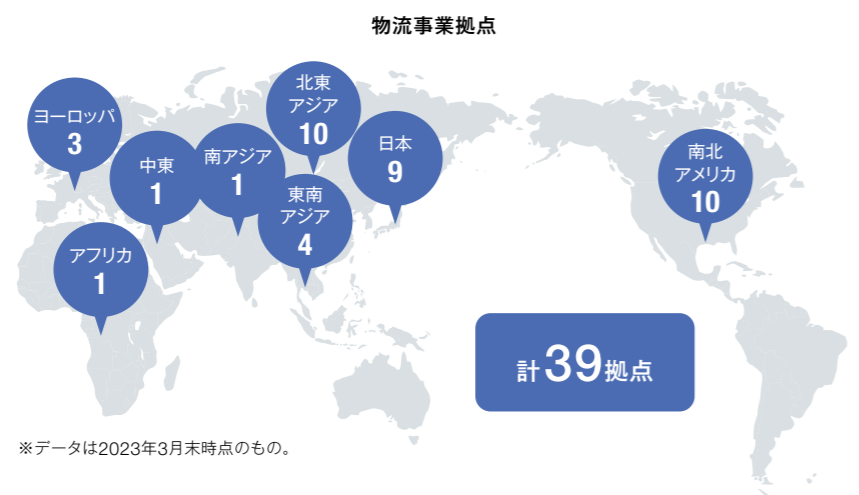 物流事業拠点
ヨーロッパ
3
中東
1
南アジア
1
北東
アジア
10
日本
9
東南
アジア
4
アフリカ
1
南北
アメリカ
10
計39拠点
※データは2023年3月末時点のもの。